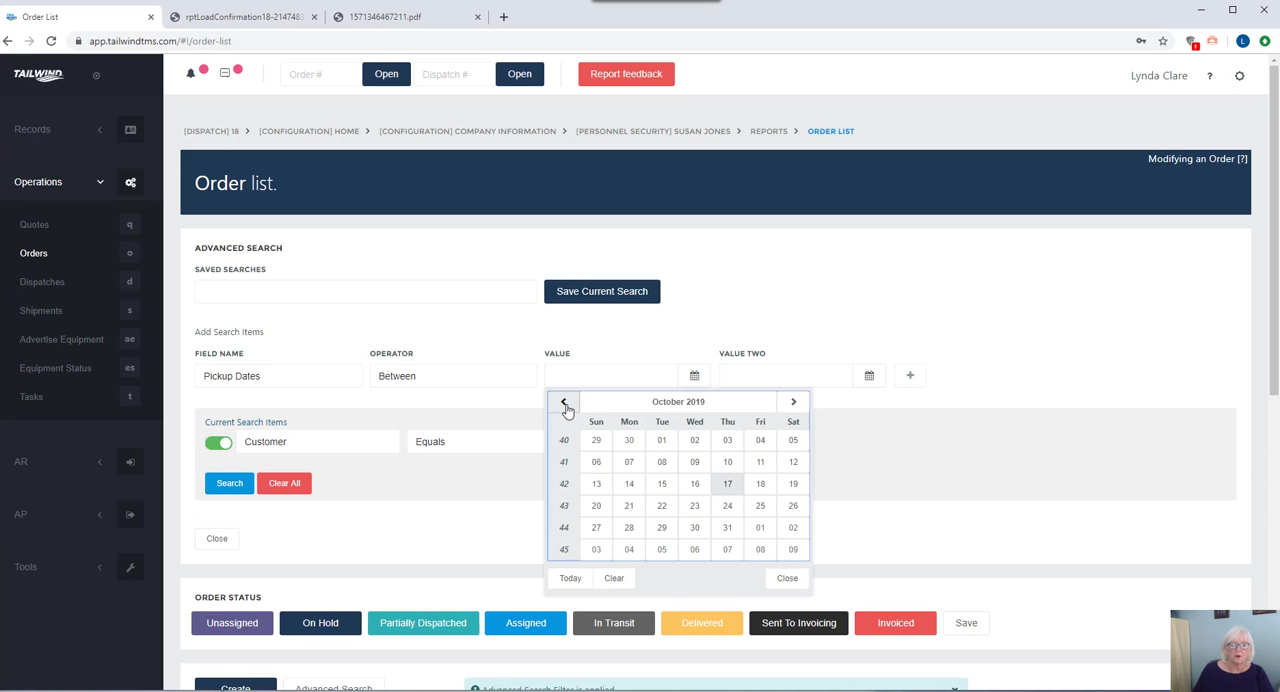 Order List
rptLoadConfirmation18-2147483
1571346467211.pdf
app.tailwindtms.com/#!/order-list
L
TAILWIND
Order #
Open
Dispatch #
Open
Report feedback
Lynda Clare
?
Records
[DISPATCH] 18 > [CONFIGURATION] HOME > [CONFIGURATION] COMPANY INFORMATION > [PERSONNEL SECURITY] SUSAN JONES > REPORTS > ORDER LIST
Modifying an Order [?]
Operations
Order list.
Quotes q
Orders o
Dispatches d
Shipments s
Advertise Equipment ae
Equipment Status es
Tasks t
AR
AP
Tools
ADVANCED SEARCH
SAVED SEARCHES
Save Current Search
Add Search Items
FIELD NAME OPERATOR VALUE VALUE TWO
Pickup Dates Between +
Current Search Items
Customer Equals
Search Clear All
Close
October 2019
Sun Mon Tue Wed Thu Fri Sat
40 29 30 01 02 03 04 05
41 06 07 08 09 10 11 12
42 13 14 15 16 17 18 19
43 20 21 22 23 24 25 26
44 27 28 29 30 31 01 02
45 03 04 05 06 07 08 09
Today Clear Close
ORDER STATUS
Unassigned On Hold Partially Dispatched Assigned In Transit Delivered Sent To Invoicing Invoiced Save
Create Advanced Search Advanced Search Filter is applied